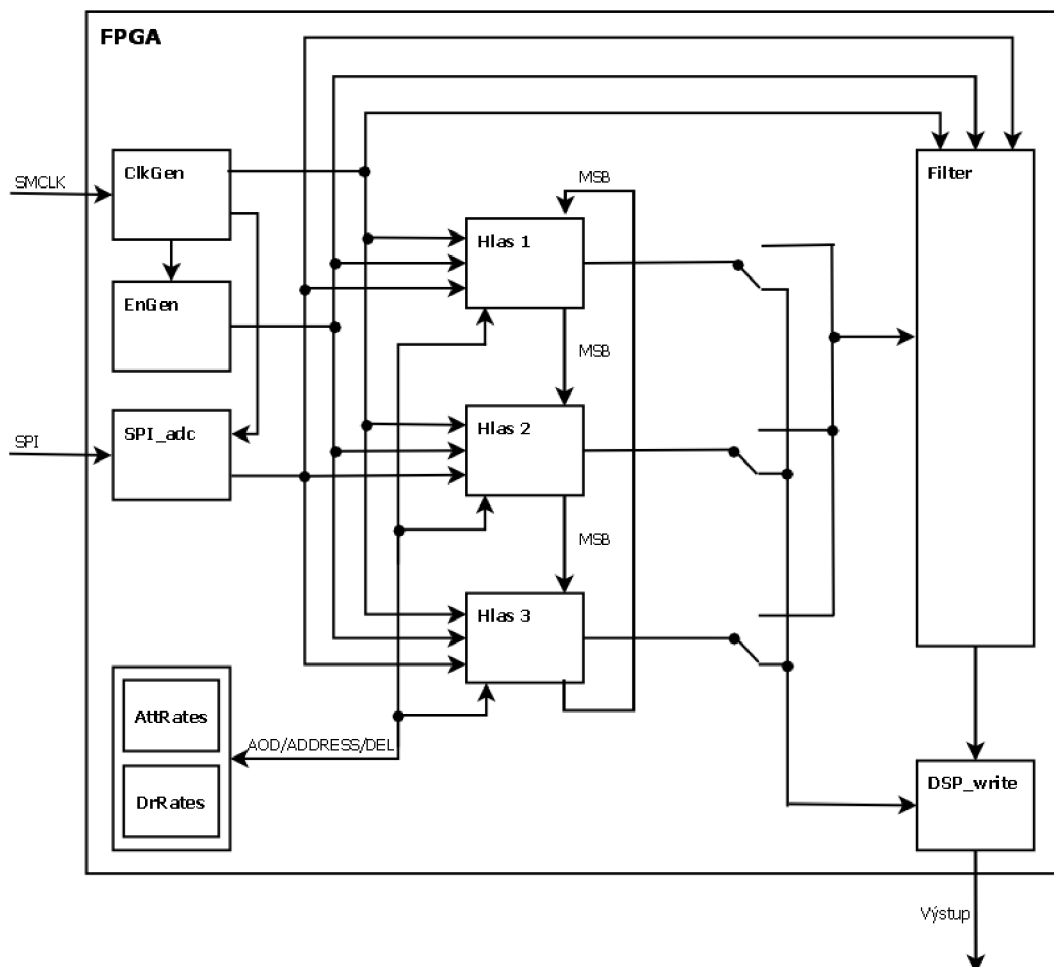 FPGA
ClkGen
SMCLK
EnGen
SPI_adc
SPI
AttRates
DrRates
AOD/ADDRESS/DEL
MSB
Hlas 1
MSB
Hlas 2
MSB
Hlas 3
Filter
DSP_write
Výstup